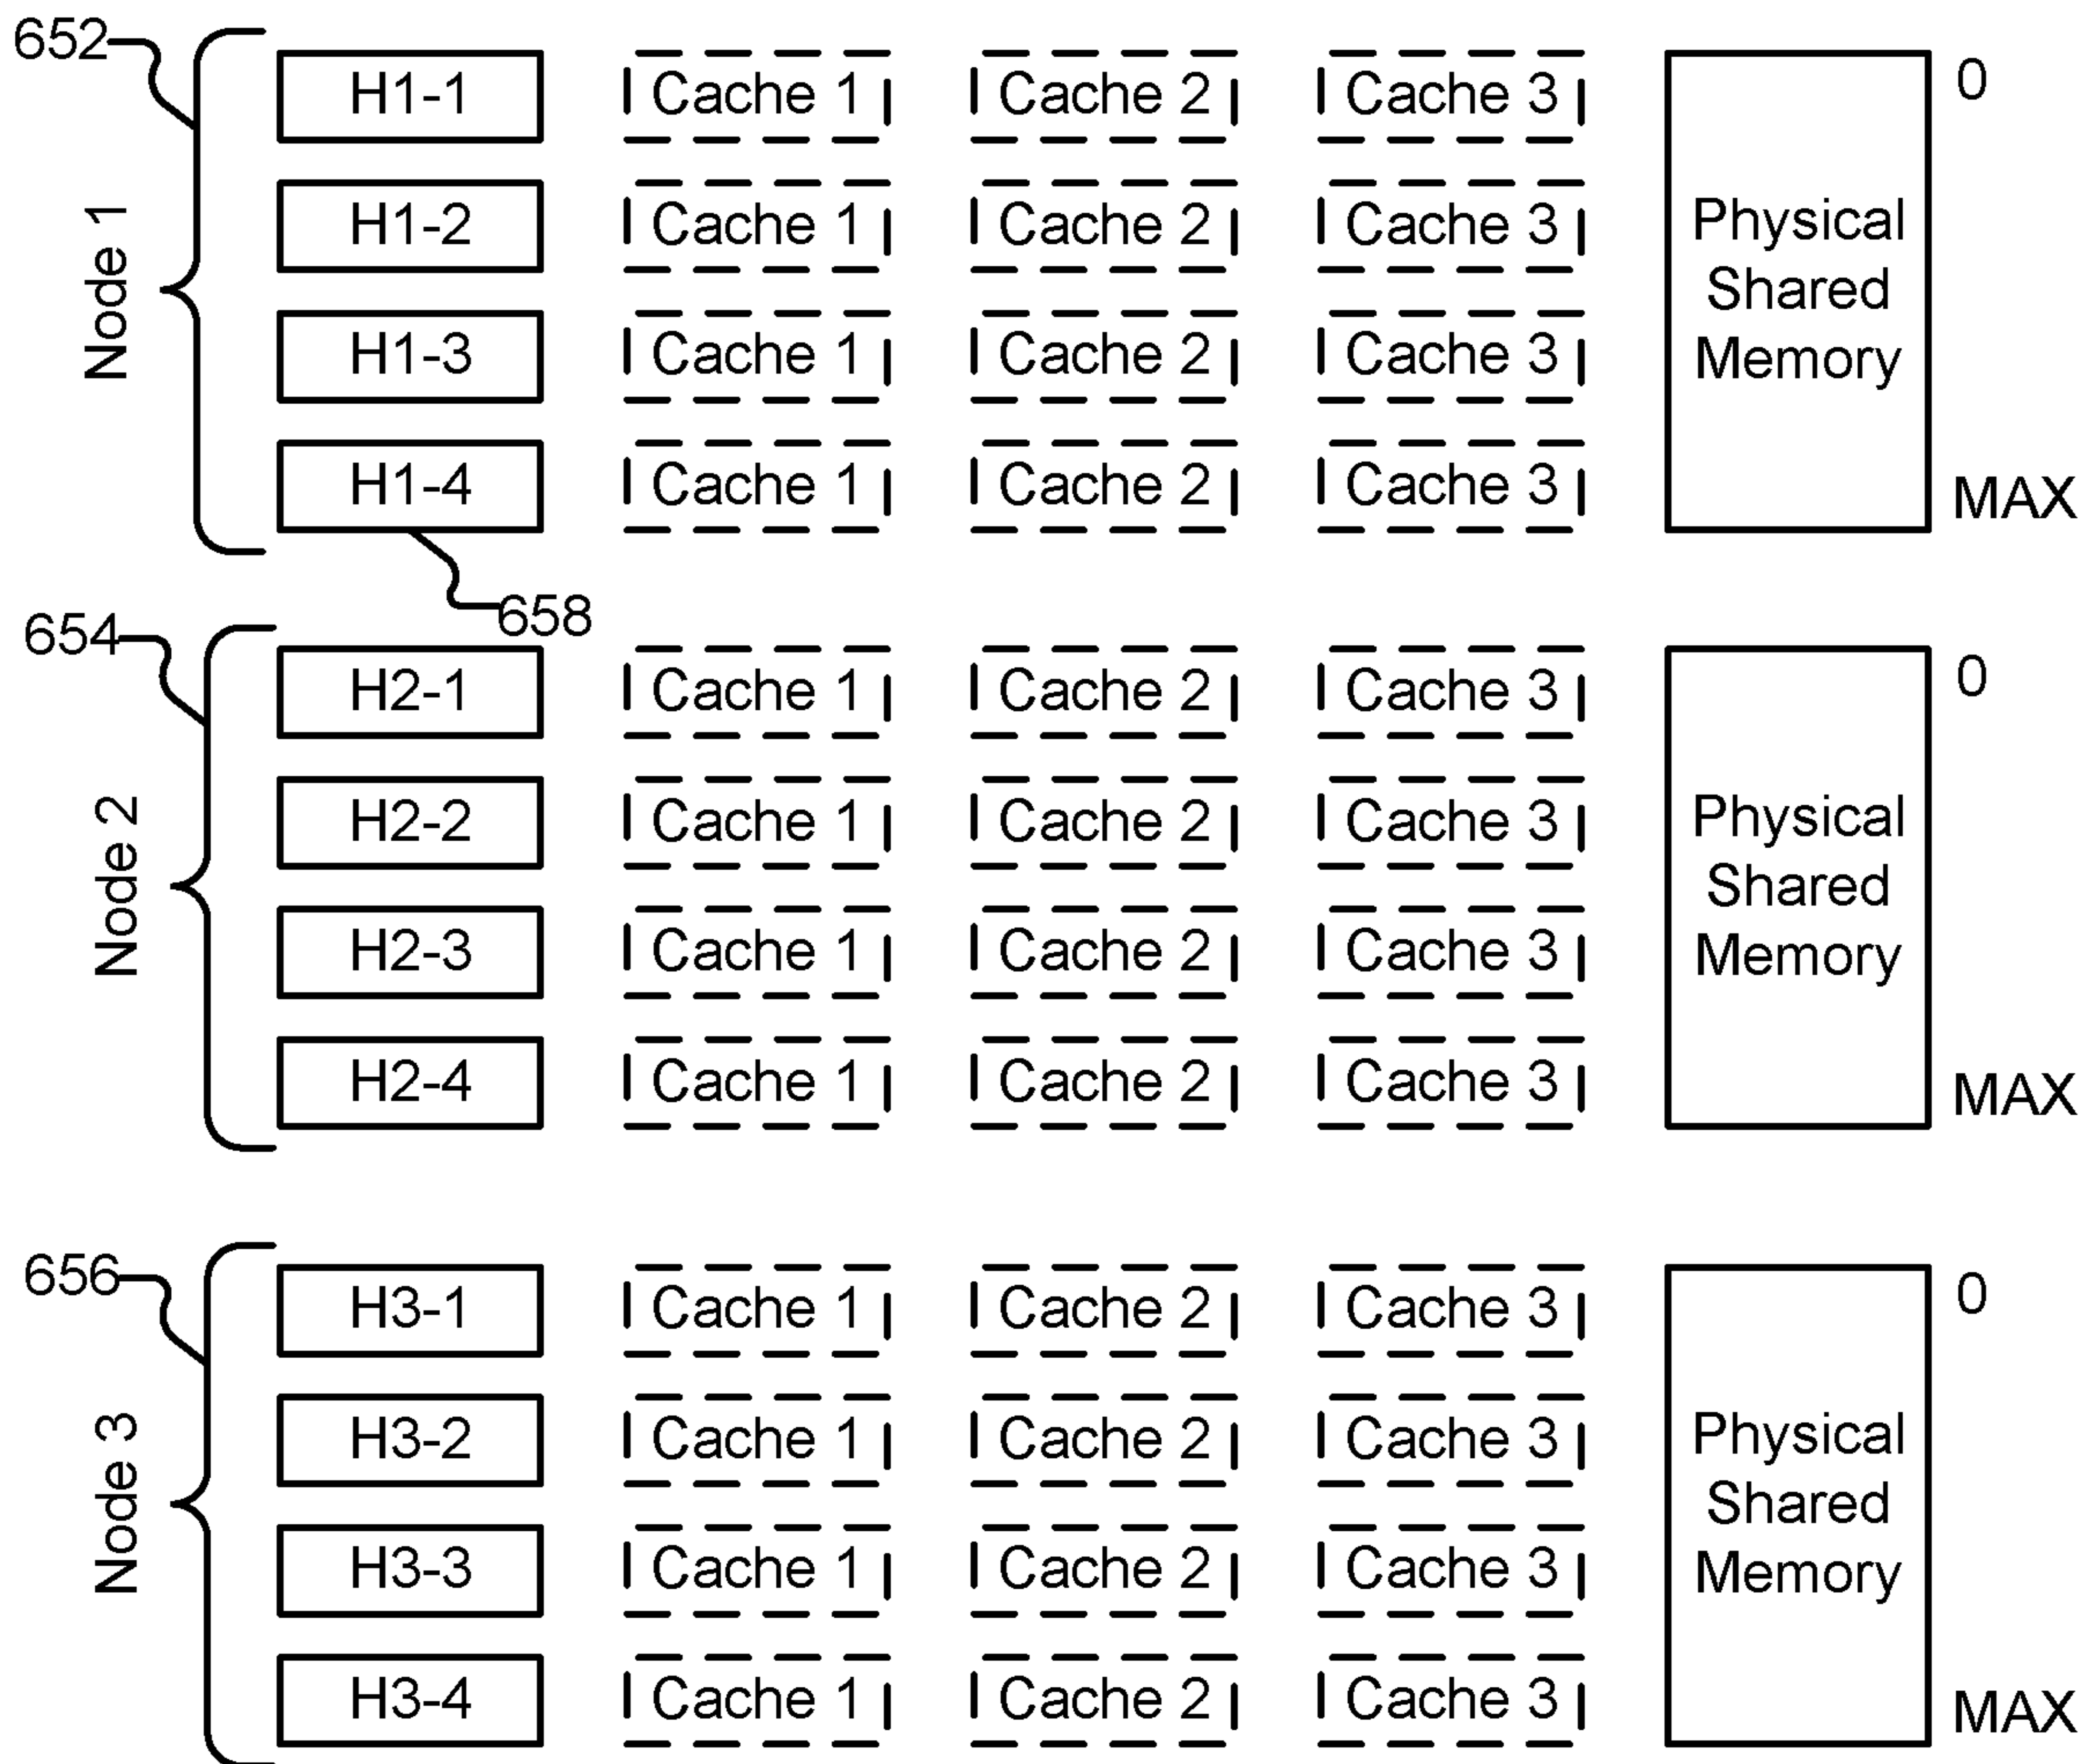 652
H1-1 Cache 1 Cache 2 Cache 3 0
Node 1
H1-2 Cache 1 Cache 2 Cache 3
Physical
Shared
Memory
H1-3 Cache 1 Cache 2 Cache 3
H1-4 Cache 1 Cache 2 Cache 3 MAX
658
654
H2-1 Cache 1 Cache 2 Cache 3 0
Node 2
H2-2 Cache 1 Cache 2 Cache 3
Physical
Shared
Memory
H2-3 Cache 1 Cache 2 Cache 3
H2-4 Cache 1 Cache 2 Cache 3 MAX
656
H3-1 Cache 1 Cache 2 Cache 3 0
Node 3
H3-2 Cache 1 Cache 2 Cache 3
Physical
Shared
Memory
H3-3 Cache 1 Cache 2 Cache 3
H3-4 Cache 1 Cache 2 Cache 3 MAX